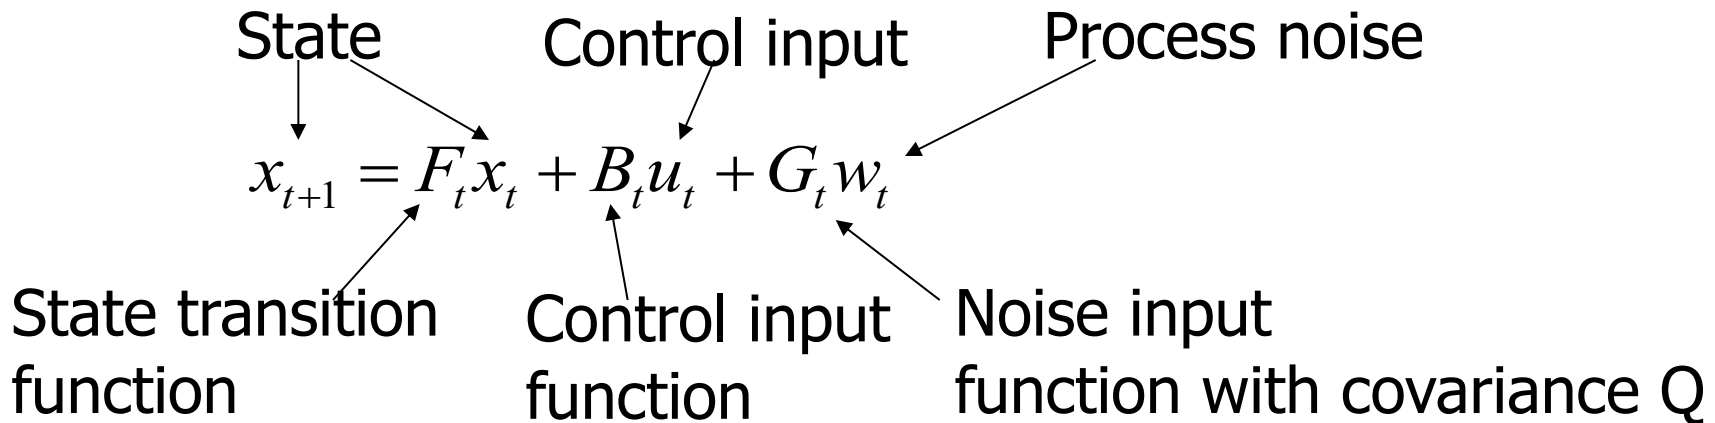 State Control input Process noise
x_{t+1} = F_t x_t + B_t u_t + G_t w_t
State transition Control input Noise input
function function function with covariance Q